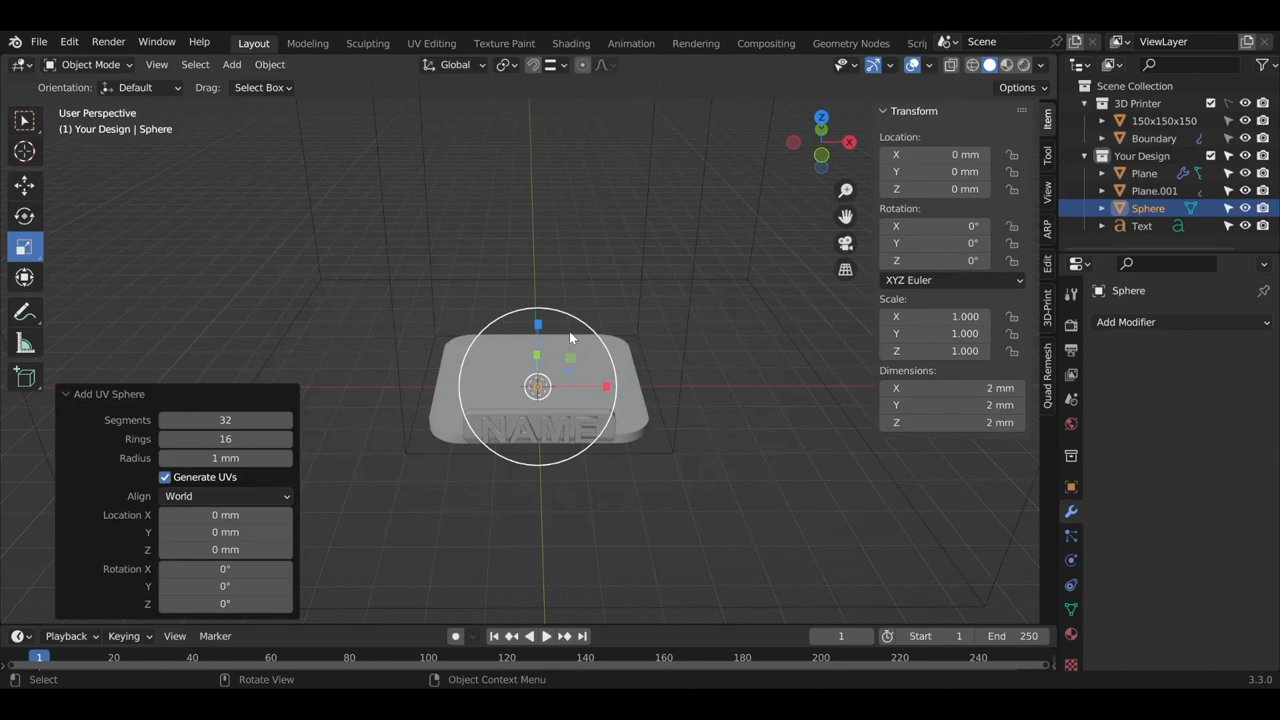 File Edit Render Window Help Layout Modeling Sculpting UV Editing Texture Paint Shading Animation Rendering Compositing Geometry Nodes Scrip Scene ViewLayer
Object Mode View Select Add Object Global
Orientation: Default Drag: Select Box Options
User Perspective
(1) Your Design | Sphere
Z
Y
X
NAME
Transform
Location:
X 0 mm
Y 0 mm
Z 0 mm
Rotation:
X 0°
Y 0°
Z 0°
XYZ Euler
Scale:
X 1.000
Y 1.000
Z 1.000
Dimensions:
X 2 mm
Y 2 mm
Z 2 mm
Item
Tool
View
ARP
Edit
3D-Print
Quad Remesh
Scene Collection
3D Printer
150x150x150
Boundary
Your Design
Plane
Plane.001
Sphere
Text
Sphere
Add Modifier
Add UV Sphere
Segments 32
Rings 16
Radius 1 mm
Generate UVs
Align World
Location X 0 mm
Y 0 mm
Z 0 mm
Rotation X 0°
Y 0°
Z 0°
Playback Keying View Marker 1 Start 1 End 250
1 20 40 60 80 100 120 140 160 180 200 220 240
Select Rotate View Object Context Menu 3.3.0